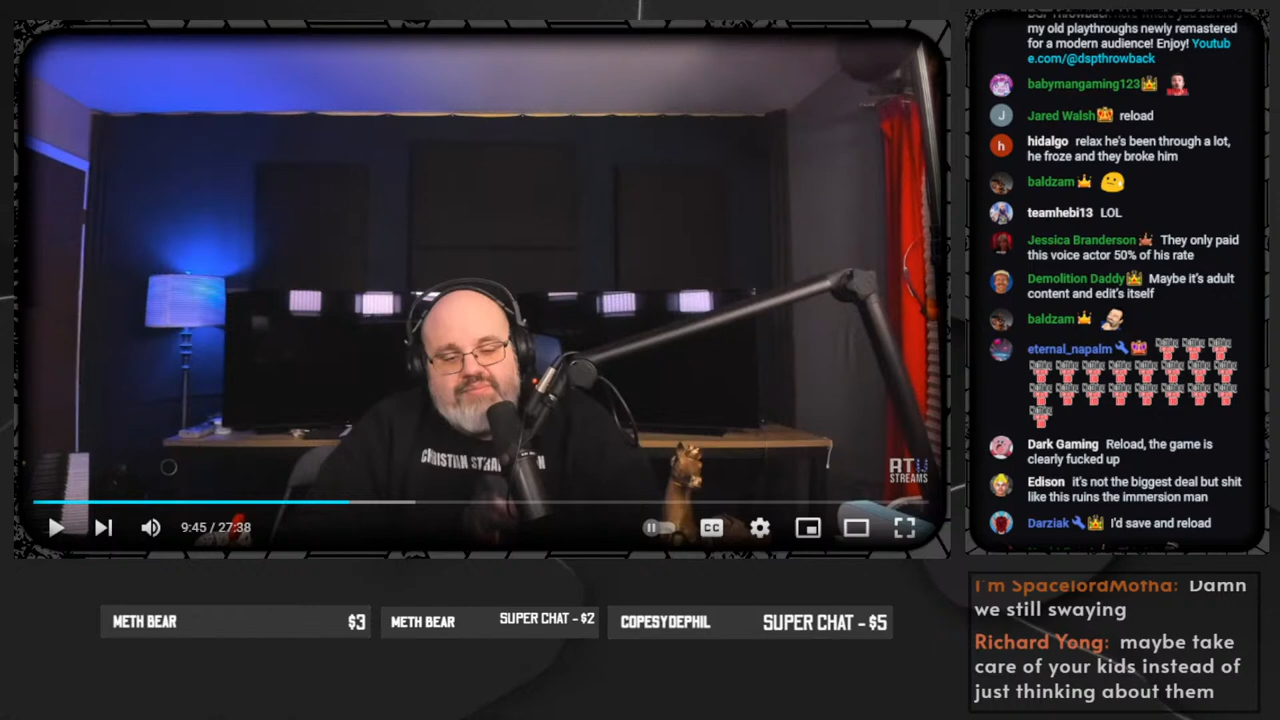 my old playthroughs newly remastered
for a modern audience! Enjoy! Youtub
e.com/@dspthrowback
babymangaming123
Jared Walsh reload
hidalgo relax he's been through a lot,
he froze and they broke him
baldzam
teamhebi13 LOL
Jessica Branderson They only paid
this voice actor 50% of his rate
Demolition Daddy Maybe it's adult
content and edit's itself
baldzam
eternal_napalm
Dark Gaming Reload, the game is
clearly fucked up
Edison it's not the biggest deal but shit
like this ruins the immersion man
Darziak I'd save and reload
J
h
CHRISTIAN
RTU
STREAMS
9:45 / 27:38
CC
METH BEAR $3
METH BEAR SUPER CHAT - $2
COPESYDEPHIL SUPER CHAT - $5
I'm SpacelordMotha: Damn
we still swaying
Richard Yong: maybe take
care of your kids instead of
just thinking about them